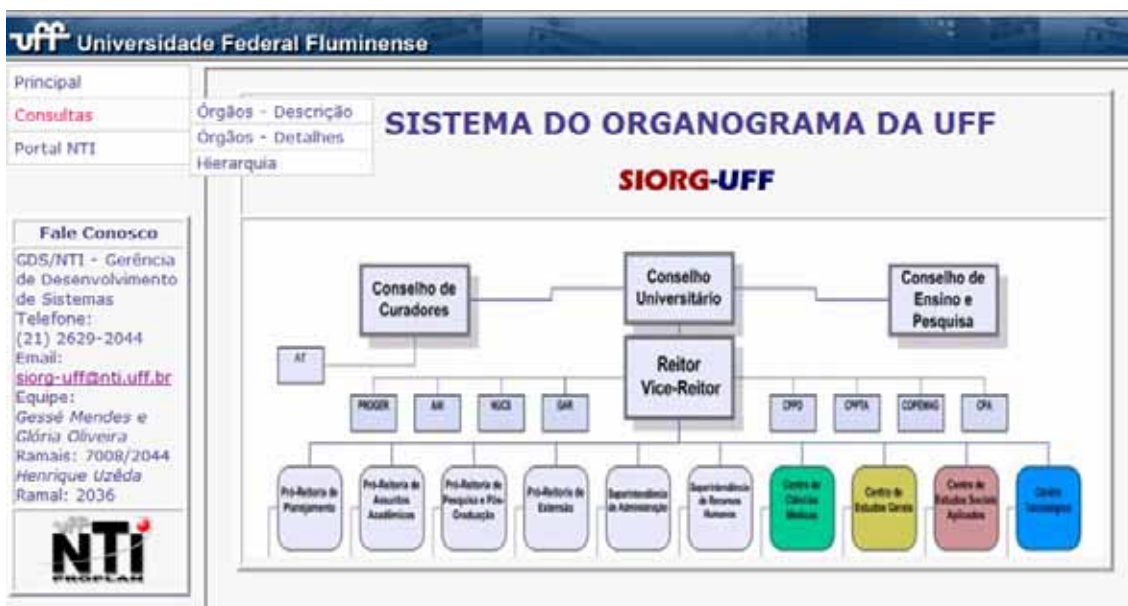 uff Universidade Federal Fluminense
Principal
Consultas
Portal NTI
Órgãos - Descrição
Órgãos - Detalhes
Hierarquia
Fale Conosco
GDS/NTI - Gerência
de Desenvolvimento
de Sistemas
Telefone:
(21) 2629-2044
Email:
siorg-uff@nti.uff.br
Equipe:
Gessé Mendes e
Glória Oliveira
Ramais: 7008/2044
Henrique Uzêda
Ramal: 2036
NTi
PROPLAN
SISTEMA DO ORGANOGRAMA DA UFF
SIORG-UFF
Conselho de
Curadores
Conselho
Universitário
Conselho de
Ensino e
Pesquisa
AT
Reitor
Vice-Reitor
PROGER
NUCS
GAR
CPPD
CPPTA
COPEMAG
CPA
Pró-Reitoria de
Planejamento
Pró-Reitoria de
Assuntos
Acadêmicos
Pró-Reitoria de
Pesquisa e Pós-
Graduação
Pró-Reitoria de
Extensão
Superintendência
de Administração
Superintendência
de Recursos
Humanos
Centro de
Ciências
Médicas
Centro de
Estudos Gerais
Centro de
Estudos Sociais
Aplicados
Centro
Tecnológico